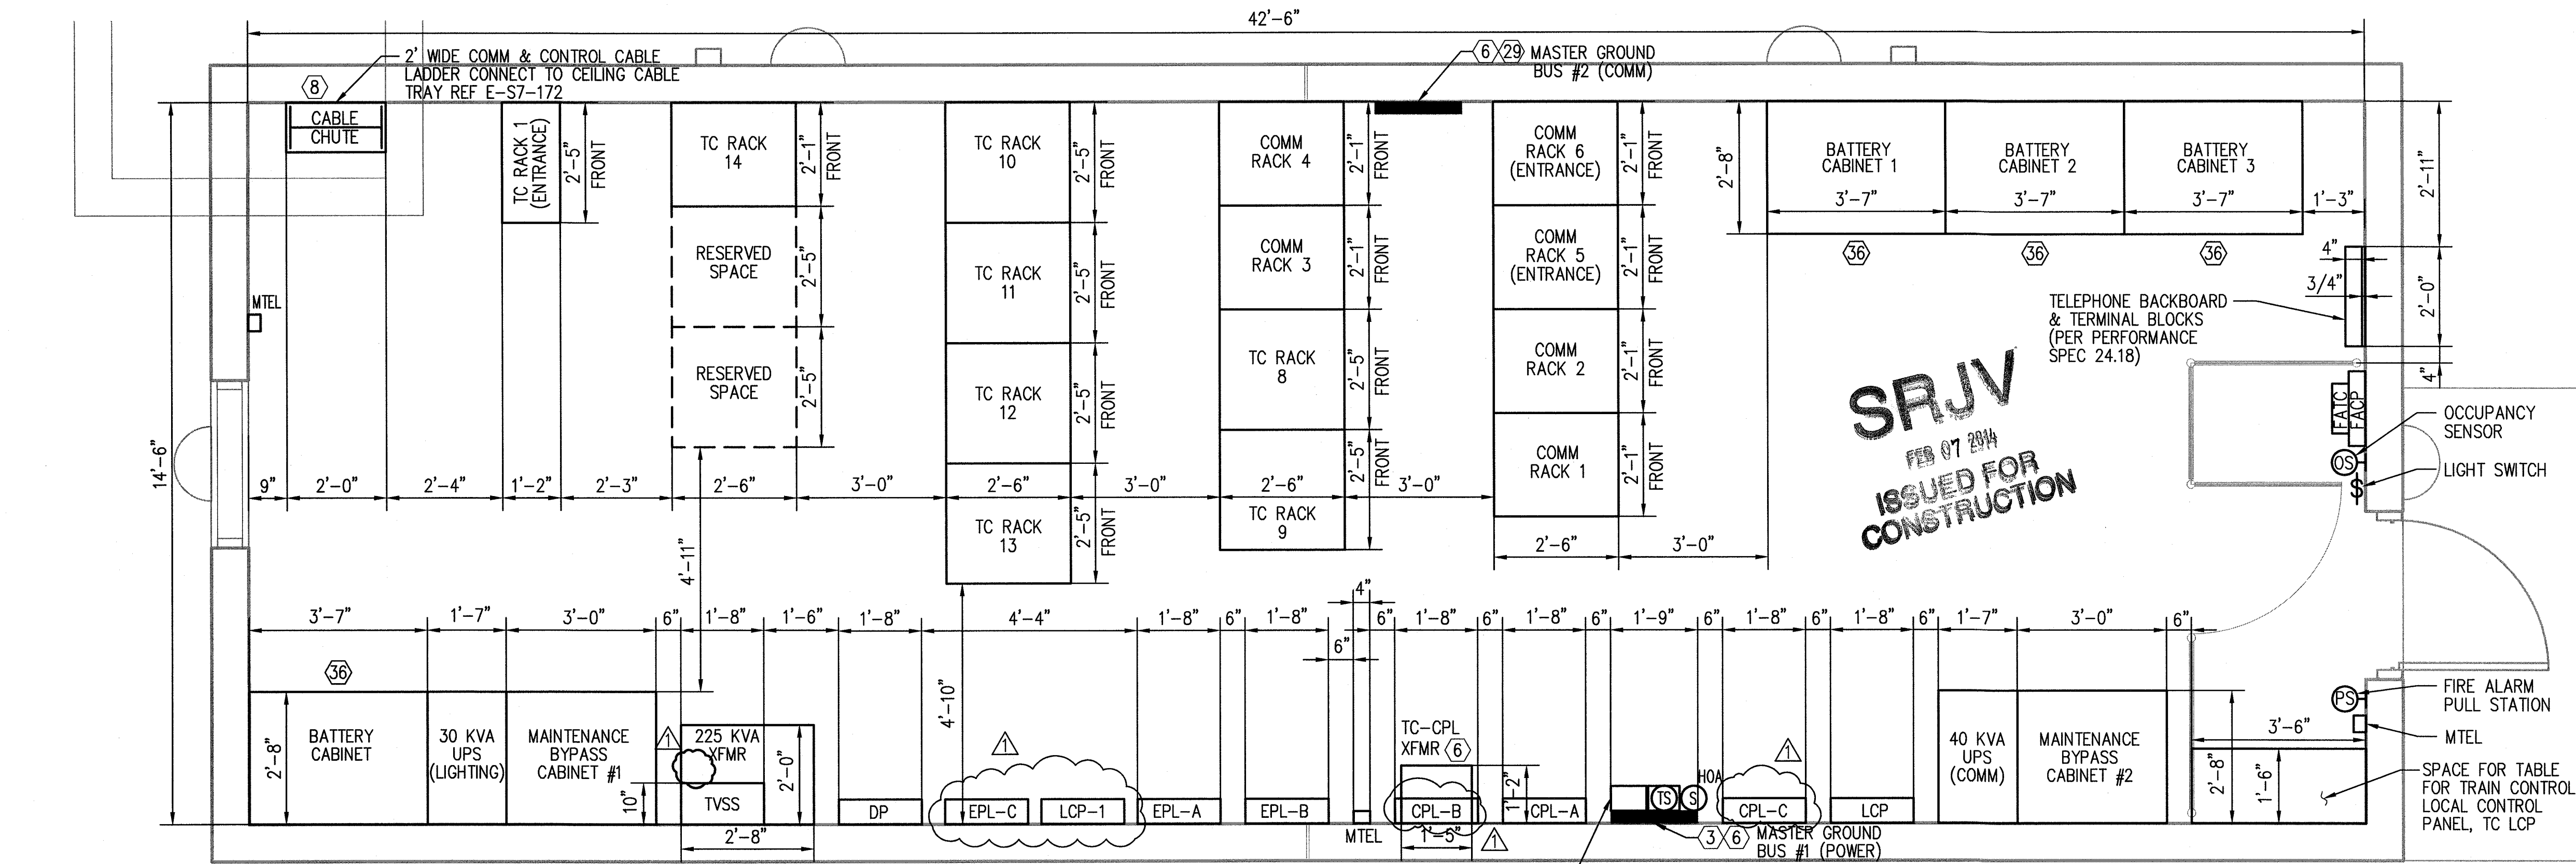 42'-6"
2' WIDE COMM & CONTROL CABLE
LADDER CONNECT TO CEILING CABLE
TRAY REF E-S7-172
8
6 29 MASTER GROUND
BUS #2 (COMM)
CABLE
CHUTE
TC RACK 1
(ENTRANCE)
2'-5"
FRONT
TC RACK
14
2'-1"
FRONT
TC RACK
10
2'-5"
FRONT
COMM
RACK 4
2'-1"
FRONT
COMM
RACK 6
(ENTRANCE)
2'-1"
FRONT
2'-8"
BATTERY
CABINET 1
BATTERY
CABINET 2
BATTERY
CABINET 3
3'-7"
3'-7"
3'-7"
1'-3"
2'-11"
36
36
36
RESERVED
SPACE
2'-5"
TC RACK
11
2'-5"
FRONT
COMM
RACK 3
2'-1"
FRONT
COMM
RACK 5
(ENTRANCE)
2'-1"
FRONT
4"
3/4"
2'-0"
4"
MTEL
TELEPHONE BACKBOARD
& TERMINAL BLOCKS
(PER PERFORMANCE
SPEC 24.18)
RESERVED
SPACE
2'-5"
TC RACK
12
2'-5"
FRONT
TC RACK
8
2'-5"
FRONT
COMM
RACK 2
2'-1"
FRONT
SRJV
FEB 07 2014
ISSUED FOR
CONSTRUCTION
FATC
FACP
OCCUPANCY
SENSOR
OS
LIGHT SWITCH
$
14'-6"
9"
2'-0"
2'-4"
1'-2"
2'-3"
2'-6"
3'-0"
2'-6"
3'-0"
2'-6"
3'-0"
TC RACK
13
2'-5"
FRONT
TC RACK
9
2'-5"
FRONT
COMM
RACK 1
2'-1"
FRONT
2'-6"
3'-0"
4'-11"
4'-10"
4"
3'-7"
1'-7"
3'-0"
6"
1'-8"
1'-6"
1'-8"
4'-4"
1'-8"
6"
1'-8"
6"
6"
1'-8"
6"
1'-8"
6"
1'-9"
6"
1'-8"
6"
1'-8"
6"
1'-7"
3'-0"
6"
36
2'-8"
BATTERY
CABINET
30 KVA
UPS
(LIGHTING)
MAINTENANCE
BYPASS
CABINET #1
1
225 KVA
XFMR
10"
TVSS
2'-0"
2'-8"
DP
1
EPL-C
LCP-1
EPL-A
EPL-B
MTEL
TC-CPL
XFMR 6
CPL-B
1'-2"
1'-5"
1
CPL-A
TS
S
HOA
3 6 MASTER GROUND
BUS #1 (POWER)
1
CPL-C
LCP
40 KVA
UPS
(COMM)
MAINTENANCE
BYPASS
CABINET #2
2'-8"
1'-6"
3'-6"
PS
FIRE ALARM
PULL STATION
MTEL
SPACE FOR TABLE
FOR TRAIN CONTROL
LOCAL CONTROL
PANEL, TC LCP